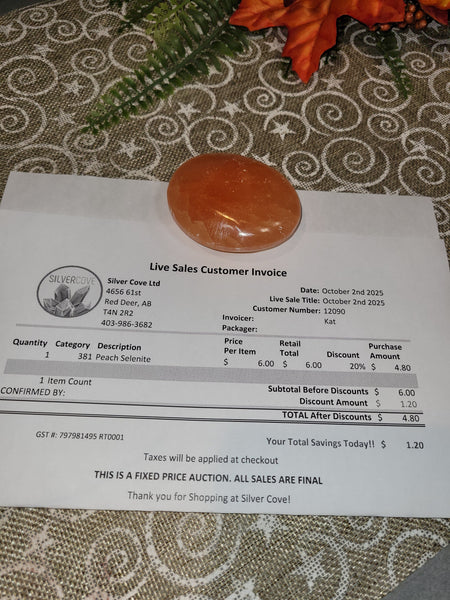 Live Sales Customer Invoice
SILVERCOVE
Silver Cove Ltd
4656 61st
Red Deer, AB
T4N 2R2
403-986-3682
Date: October 2nd 2025
Live Sale Title: October 2nd 2025
Customer Number: 12090
Invoicer: Kat
Packager:
Quantity Category Description Price Per Item Retail Total Discount Purchase Amount
1 381 Peach Selenite $ 6.00 $ 6.00 20% $ 4.80
1 Item Count
Subtotal Before Discounts $ 6.00
CONFIRMED BY:
Discount Amount $ 1.20
TOTAL After Discounts $ 4.80
GST #: 797981495 RT0001
Your Total Savings Today!! $ 1.20
Taxes will be applied at checkout
THIS IS A FIXED PRICE AUCTION. ALL SALES ARE FINAL
Thank you for Shopping at Silver Cove!